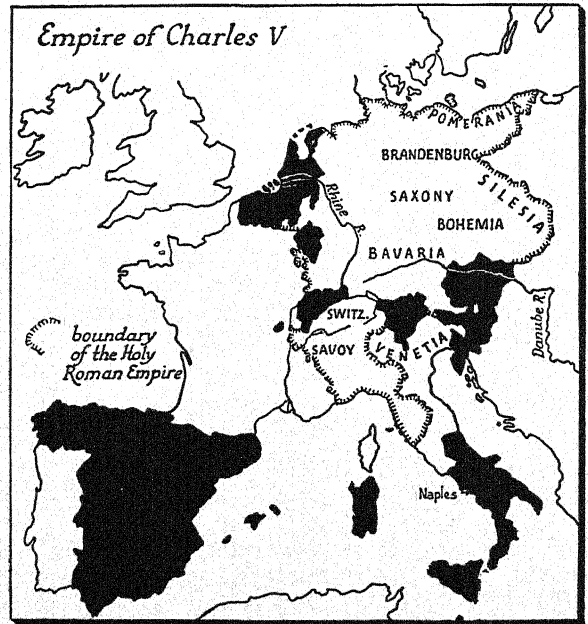 Empire of Charles V
POMERANIA
BRANDENBURG
SILESIA
SAXONY
Rhine R.
BOHEMIA
BAVARIA
Danube R.
SWITZ.
VENETIA
SAVOY
boundary
of the Holy
Roman Empire
Naples